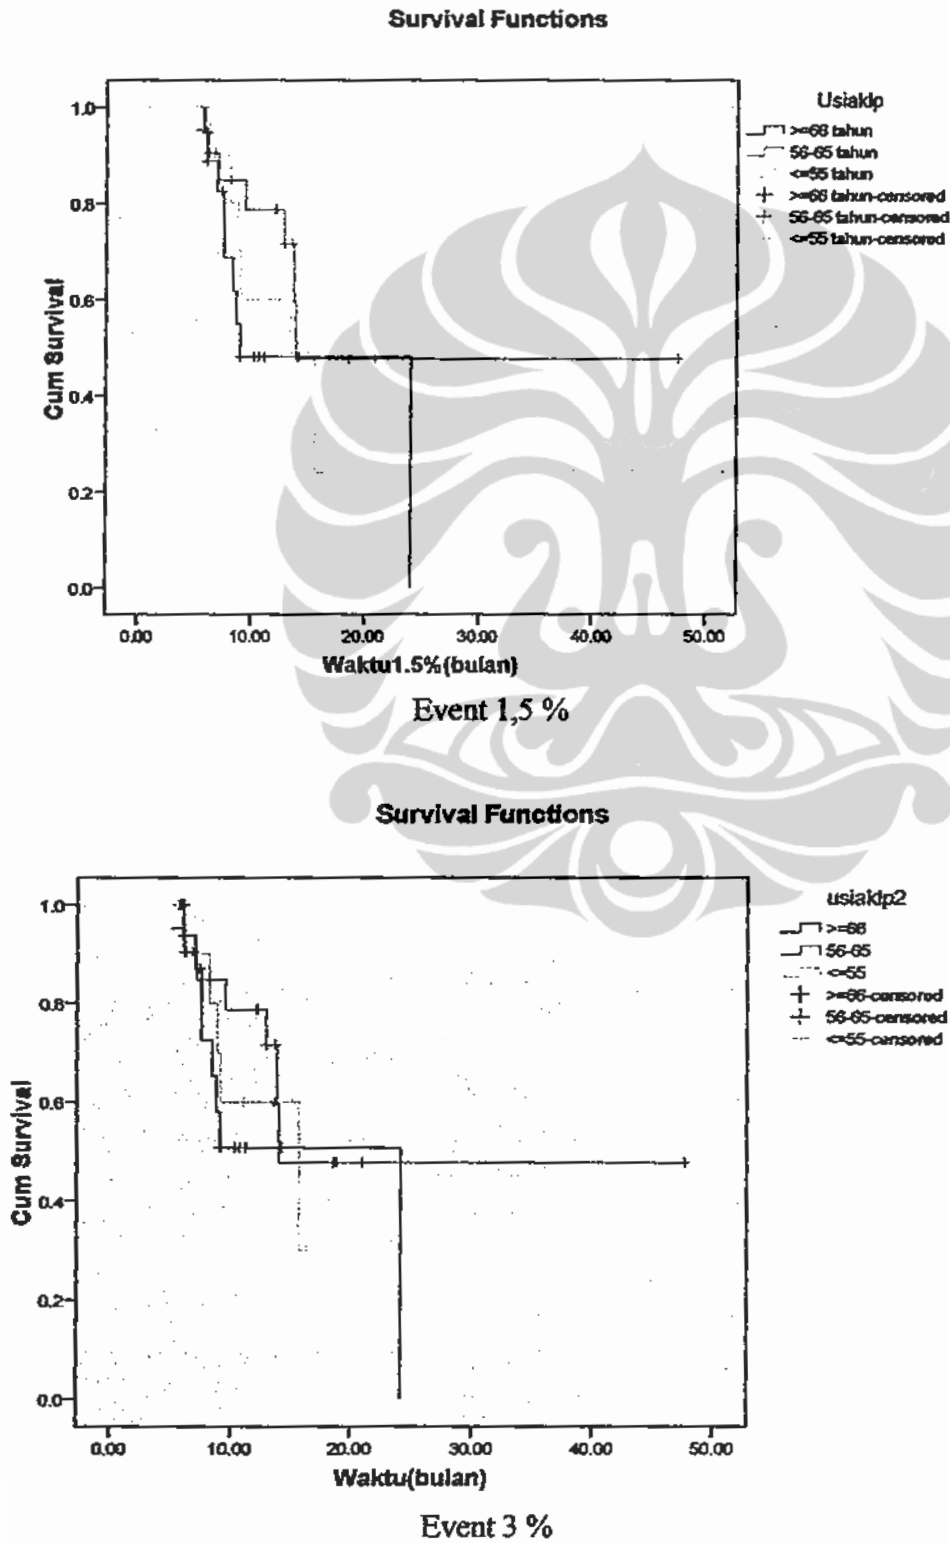 Survival Functions
Usiaklp
>=66 tahun
56-65 tahun
<=55 tahun
>=66 tahun-censored
56-65 tahun-censored
<=55 tahun-censored
Cum Survival
1.0
0.8
0.6
0.4
0.2
0.0
0.00 10.00 20.00 30.00 40.00 50.00
Waktu1.5%(bulan)
Event 1,5 %
Survival Functions
usiaklp2
>=66
56-65
<=55
>=66-censored
56-65-censored
<=55-censored
Cum Survival
1.0
0.8
0.6
0.4
0.2
0.0
0.00 10.00 20.00 30.00 40.00 50.00
Waktu(bulan)
Event 3 %